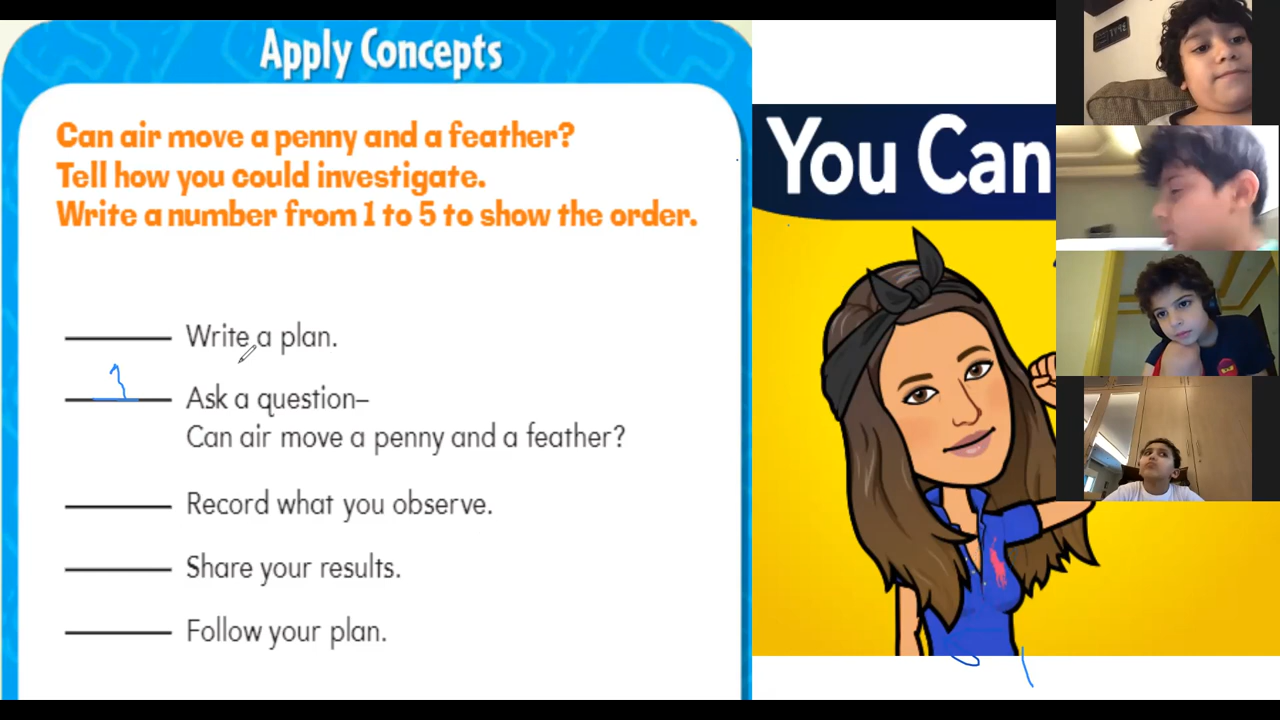 Apply Concepts
Can air move a penny and a feather?
Tell how you could investigate.
Write a number from 1 to 5 to show the order.
Write a plan.
1 Ask a question–
Can air move a penny and a feather?
Record what you observe.
Share your results.
Follow your plan.
You Can